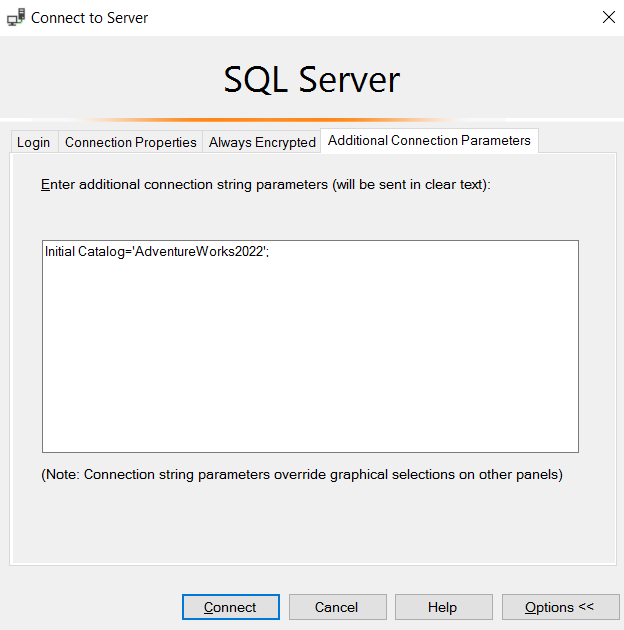 Connect to Server
SQL Server
Login
Connection Properties
Always Encrypted
Additional Connection Parameters
Enter additional connection string parameters (will be sent in clear text):
Initial Catalog='AdventureWorks2022';
(Note: Connection string parameters override graphical selections on other panels)
Connect
Cancel
Help
Options <<